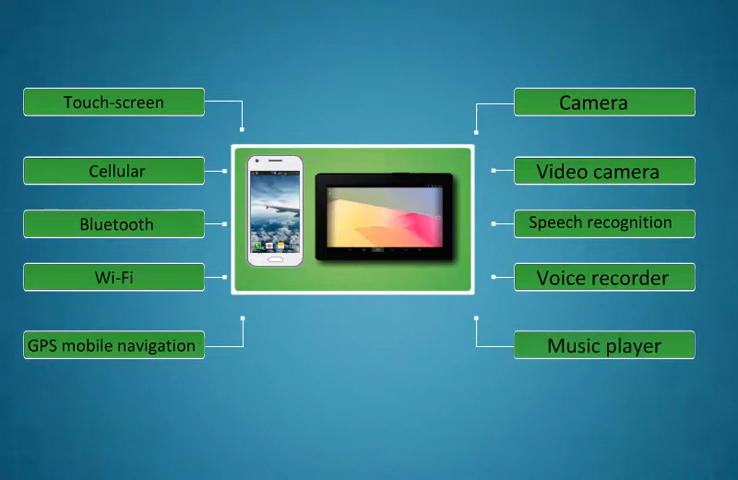 Touch-screen
Cellular
Bluetooth
Wi-Fi
GPS mobile navigation
Camera
Video camera
Speech recognition
Voice recorder
Music player